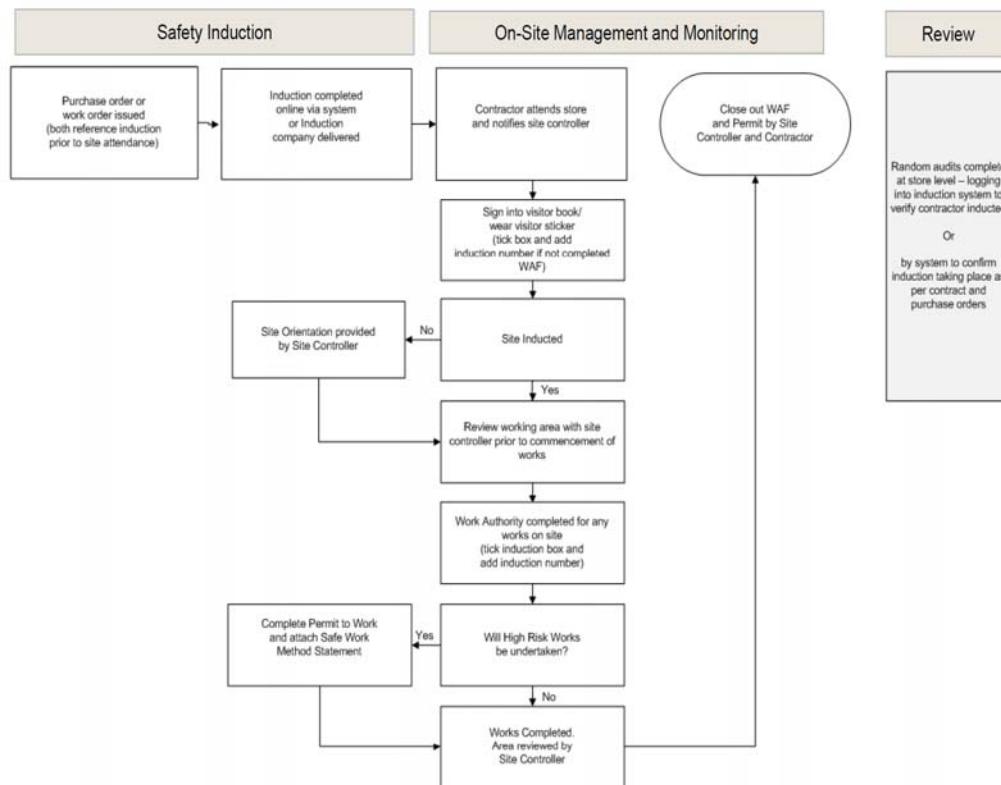 Safety Induction
On-Site Management and Monitoring
Review
Purchase order or
work order issued
(both reference induction
prior to site attendance)
Induction completed
online via system
or Induction
company delivered
Contractor attends store
and notifies site controller
Close out WAF
and Permit by Site
Controller and Contractor
Random audits complete
at store level – logging
into induction system to
verify contractor inducte
Or
by system to confirm
induction taking place as
per contract and
purchase orders
Sign into visitor book/
wear visitor sticker
(tick box and add
induction number if not completed
WAF)
Site Orientation provided
by Site Controller
No
Site Inducted
Yes
Review working area with site
controller prior to commencement of
works
Work Authority completed for any
works on site
(tick induction box and
add induction number)
Complete Permit to Work
and attach Safe Work
Method Statement
Yes
Will High Risk Works
be undertaken?
No
Works Completed.
Area reviewed by
Site Controller